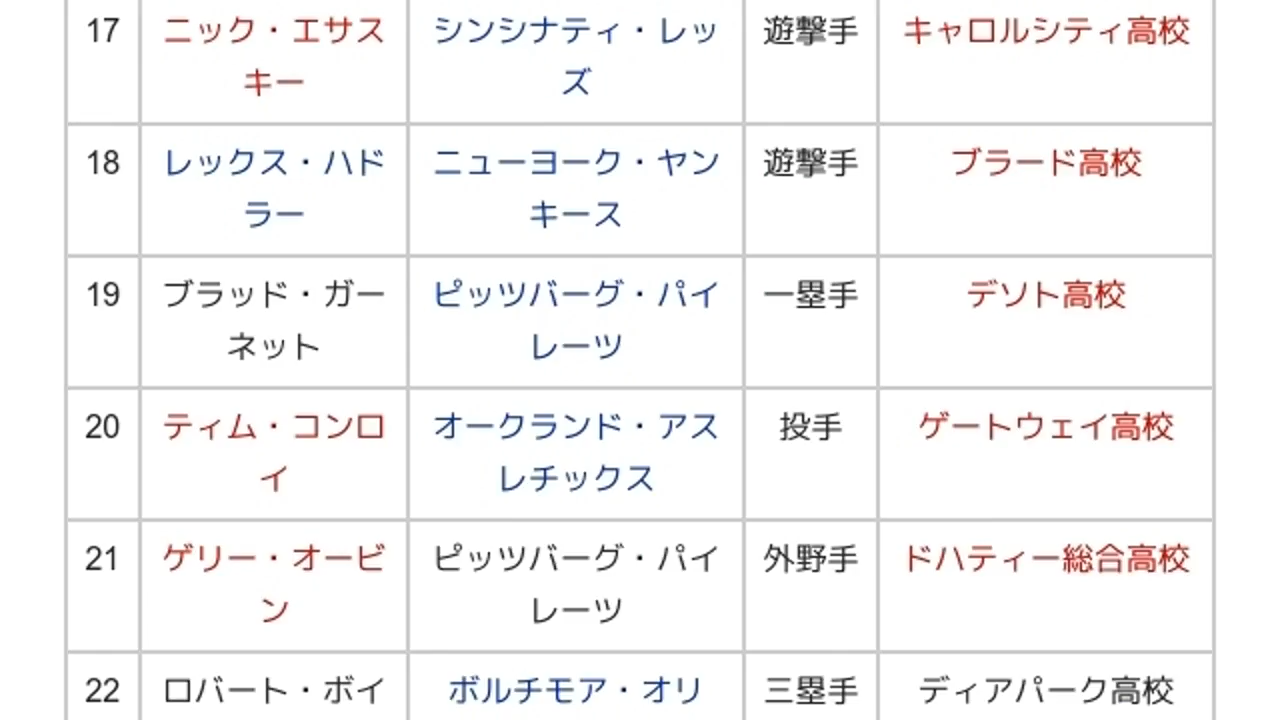 17 ニック・エサス シンシナティ・レッ 遊撃手 キャロルシティ高校
キー ズ
18 レックス・ハド ニューヨーク・ヤン 遊撃手 ブラード高校
ラー キース
19 ブラッド・ガー ピッツバーグ・パイ 一塁手 デソト高校
ネット レーツ
20 ティム・コンロ オークランド・アス 投手 ゲートウェイ高校
イ レチックス
21 ゲリー・オービ ピッツバーグ・パイ 外野手 ドハティー総合高校
ン レーツ
22 ロバート・ボイ ボルチモア・オリ 三塁手 ディアパーク高校